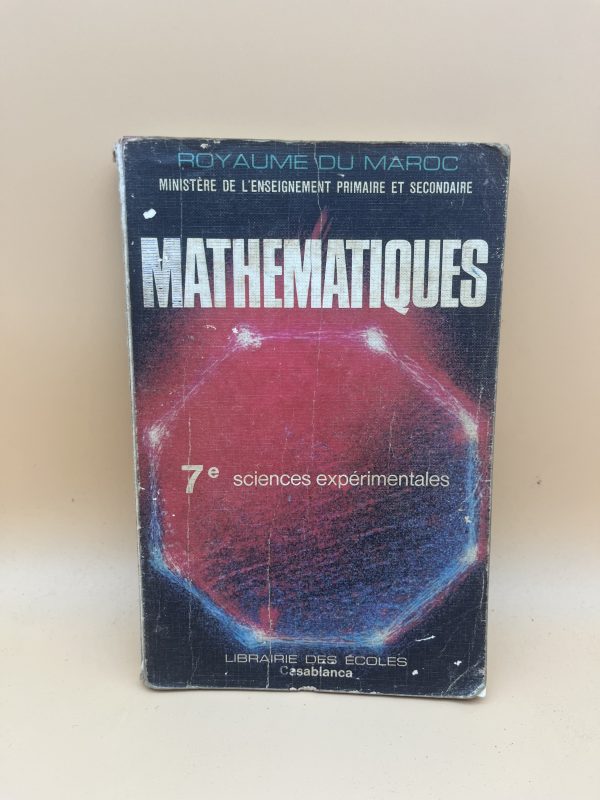 ROYAUME DU MAROC
MINISTÈRE DE L'ENSEIGNEMENT PRIMAIRE ET SECONDAIRE
MATHEMATIQUES
7e sciences expérimentales
LIBRAIRIE DES ÉCOLES
Casablanca